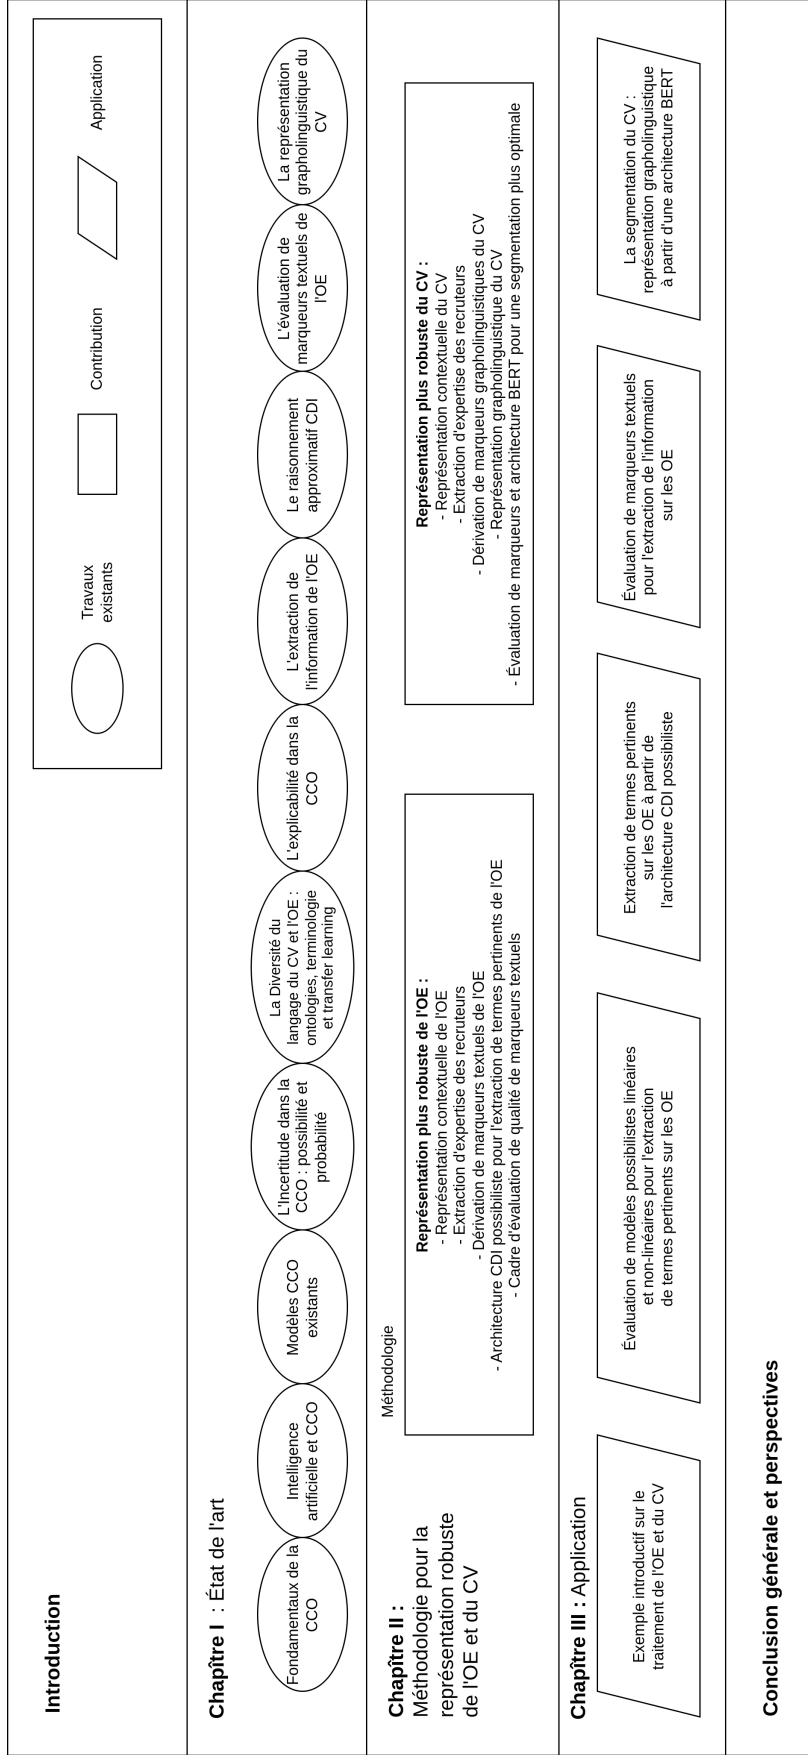 Introduction
Travaux
existants
Contribution
Application
Chapître I : État de l'art
Fondamentaux de la
CCO
Intelligence
artificielle et CCO
Modèles CCO
existants
L'Incertitude dans la
CCO : possibilité et
probabilité
La Diversité du
langage du CV et l'OE :
ontologies, terminologie
et transfer learning
L'explicabilité dans la
CCO
L'extraction de
l'information de l'OE
Le raisonnement
approximatif CDI
L'évaluation de
marqueurs textuels de
l'OE
La représentation
grapholinguistique du
CV
Chapître II :
Méthodologie pour la
représentation robuste
de l'OE et du CV
Méthodologie
Représentation plus robuste de l'OE :
- Représentation contextuelle de l'OE
- Extraction d'expertise des recruteurs
- Dérivation de marqueurs textuels de l'OE
- Architecture CDI possibiliste pour l'extraction de termes pertinents de l'OE
- Cadre d'évaluation de qualité de marqueurs textuels
Représentation plus robuste du CV :
- Représentation contextuelle du CV
- Extraction d'expertise des recruteurs
- Dérivation de marqueurs grapholinguistiques du CV
- Représentation grapholinguistique du CV
- Évaluation de marqueurs et architecture BERT pour une segmentation plus optimale
Chapître III : Application
Exemple introductif sur le
traitement de l'OE et du CV
Évaluation de modèles possibilistes linéaires
et non-linéaires pour l'extraction
de termes pertinents sur les OE
Extraction de termes pertinents
sur les OE à partir de
l'architecture CDI possibiliste
Évaluation de marqueurs textuels
pour l'extraction de l'information
sur les OE
La segmentation du CV :
représentation grapholinguistique
à partir d'une architecture BERT
Conclusion générale et perspectives